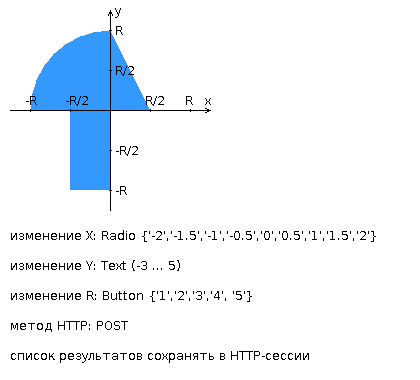 y
R
R/2
-R -R/2 R/2 R x
-R/2
-R
изменение X: Radio {'-2','-1.5','-1','-0.5','0','0.5','1','1.5','2'}
изменение Y: Text (-3 ... 5)
изменение R: Button {'1','2','3','4', '5'}
метод HTTP: POST
список результатов сохранять в HTTP-сессии